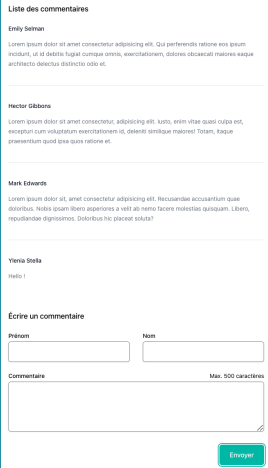 Liste des commentaires
Emily Selman
Lorem ipsum dolor sit amet consectetur adipisicing elit. Qui perferendis ratione eos ipsum
incidunt, ut id debitis fugiat cumque omnis, exercitationem, dolores obcaecati maiores eaque
architecto delectus distinctio odio et.
Hector Gibbons
Lorem ipsum dolor sit amet consectetur, adipisicing elit. Iusto, enim vitae quasi culpa est,
excepturi cum voluptatum exercitationem id, deleniti similique maiores! Totam, itaque
praesentium quod ipsa quos ratione et.
Mark Edwards
Lorem ipsum dolor sit, amet consectetur adipisicing elit. Recusandae accusantium quae
doloribus. Nobis ipsam libero asperiores a velit ab nemo facere molestias quisquam. Libero,
repudiandae dignissimos. Doloribus hic placeat soluta?
Ylenia Stella
Hello !
Écrire un commentaire
Prénom Nom
Commentaire Max. 500 caractères
Envoyer